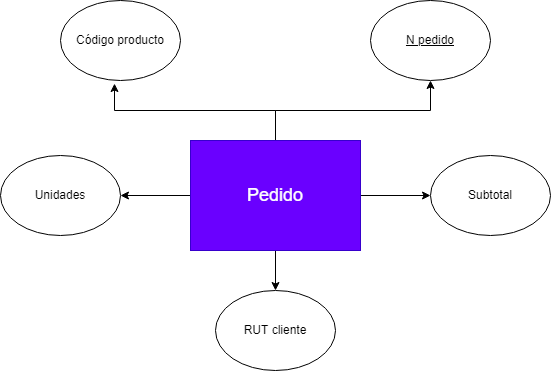 Código producto
N pedido
Unidades
Pedido
Subtotal
RUT cliente